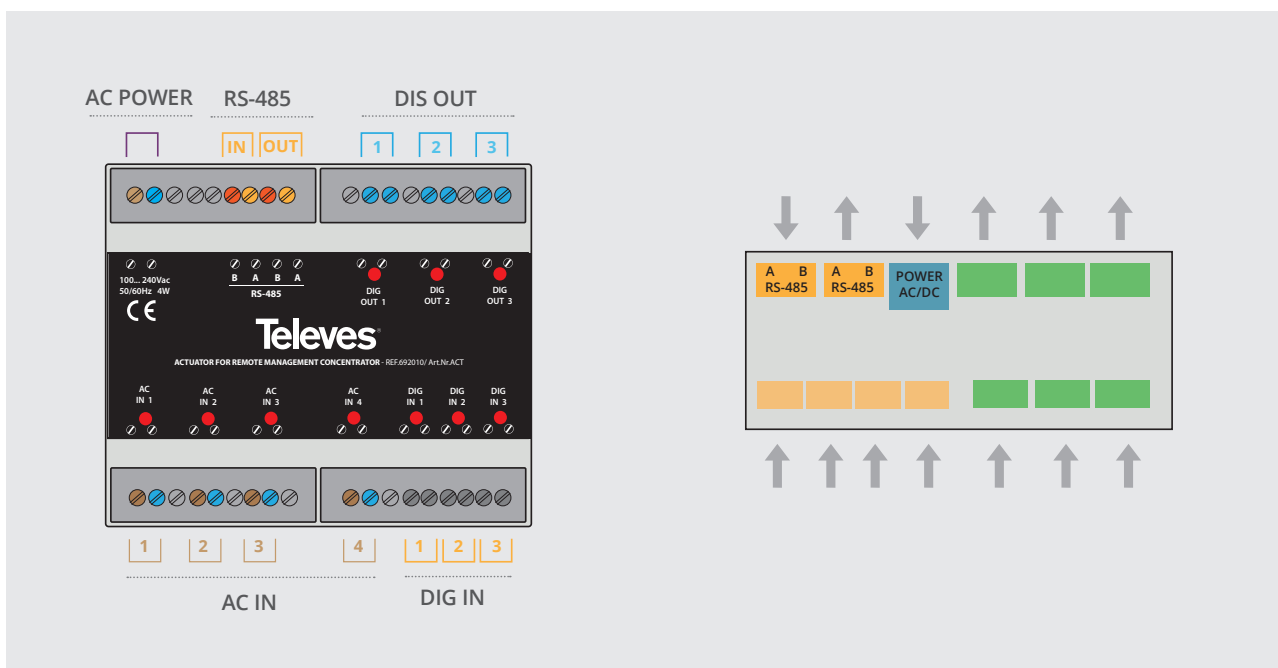 AC POWER RS-485 DIS OUT
IN OUT 1 2 3
100... 240Vac
50/60Hz 4W
CE
B A B A
RS-485
DIG
OUT 1
DIG
OUT 2
DIG
OUT 3
Televes®
ACTUATOR FOR REMOTE MANAGEMENT CONCENTRATOR - REF.692010/ Art.Nr.ACT
AC
IN 1
AC
IN 2
AC
IN 3
AC
IN 4
DIG
IN 1
DIG
IN 2
DIG
IN 3
1 2 3 4 1 2 3
AC IN DIG IN
A B
RS-485
A B
RS-485
POWER
AC/DC